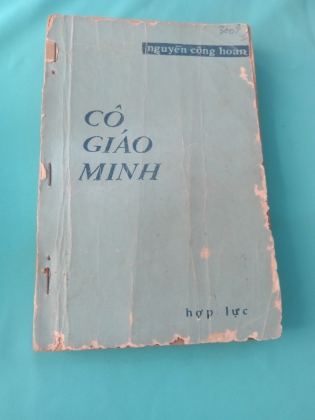 nguyễn công hoan
CÔ
GIÁO
MINH
hợp lực